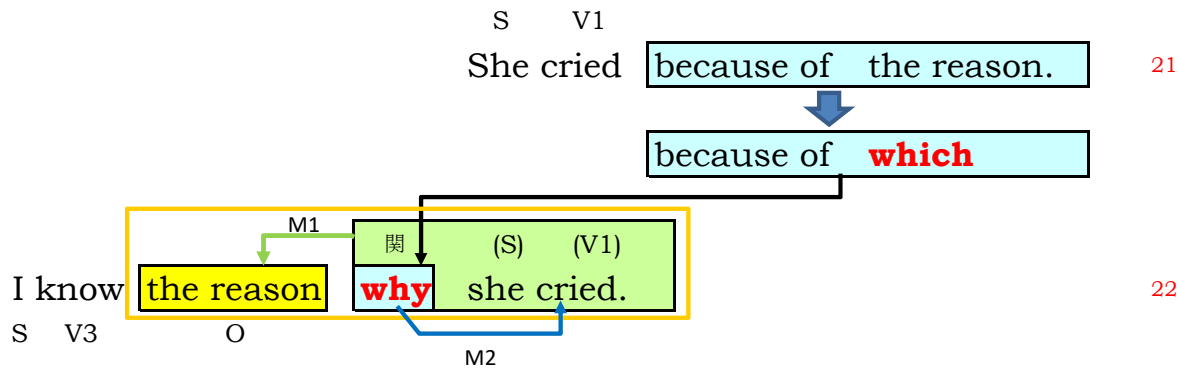 S V1
She cried because of the reason. 21
because of which
M1
関 (S) (V1)
I know the reason why she cried. 22
S V3 O
M2